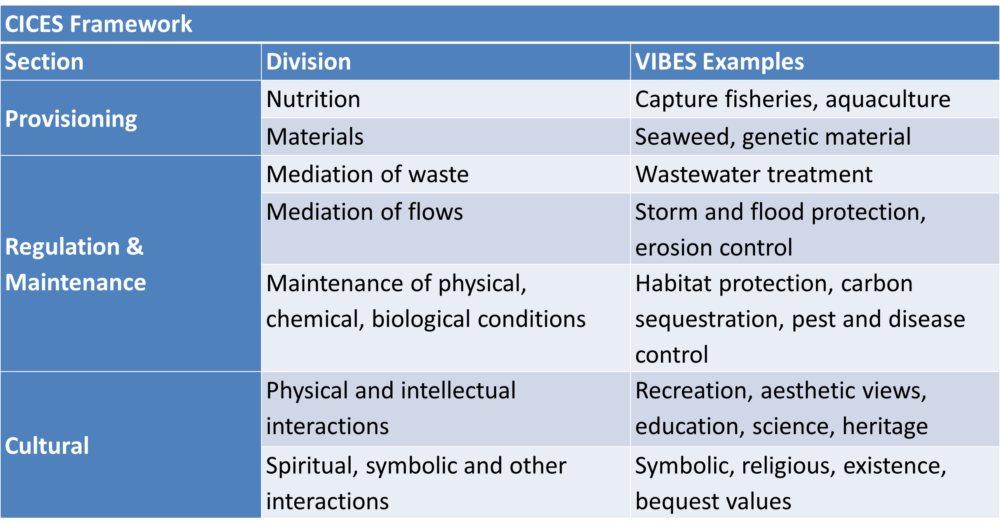 CICES Framework
Section
Division
VIBES Examples
Provisioning
Nutrition
Capture fisheries, aquaculture
Materials
Seaweed, genetic material
Regulation &
Maintenance
Mediation of waste
Wastewater treatment
Mediation of flows
Storm and flood protection,
erosion control
Maintenance of physical,
chemical, biological conditions
Habitat protection, carbon
sequestration, pest and disease
control
Cultural
Physical and intellectual
interactions
Recreation, aesthetic views,
education, science, heritage
Spiritual, symbolic and other
interactions
Symbolic, religious, existence,
bequest values